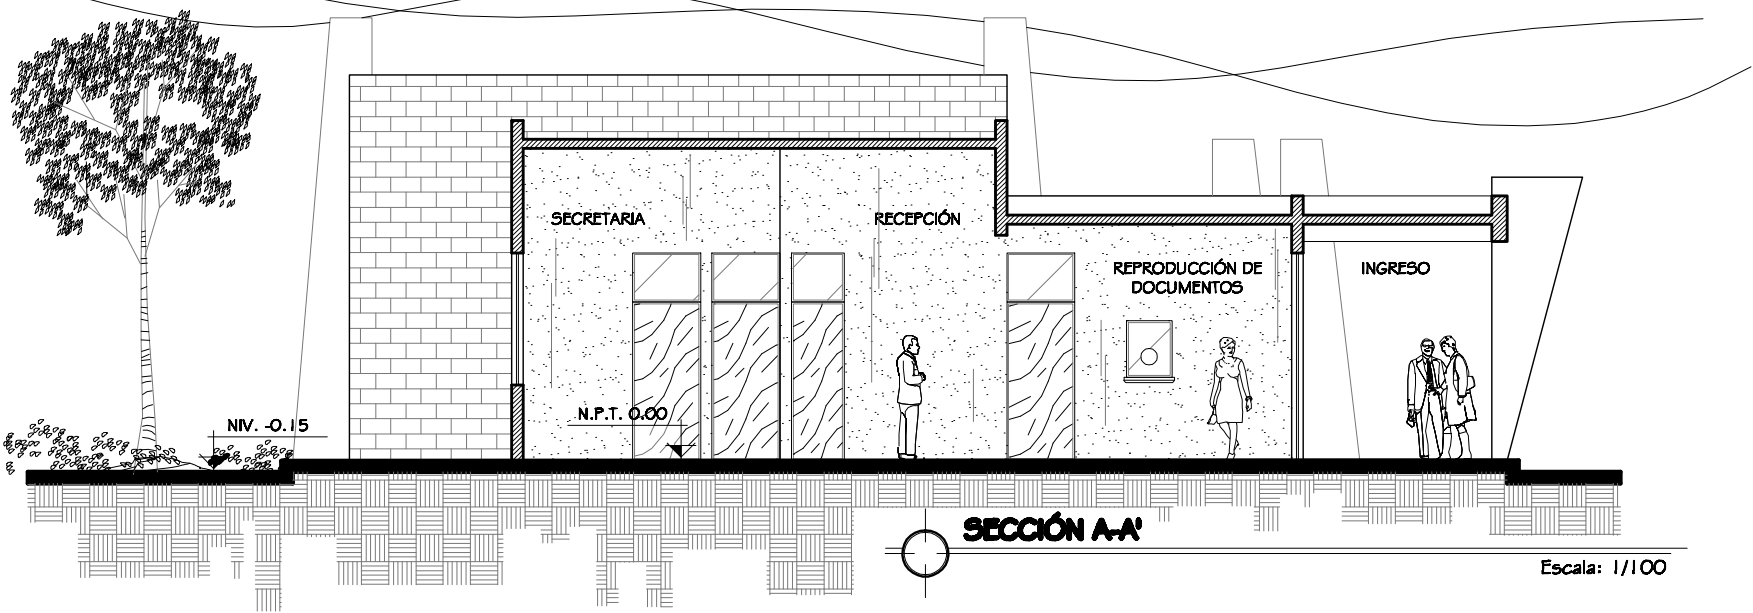 SECRETARIA
RECEPCIÓN
REPRODUCCIÓN DE
DOCUMENTOS
INGRESO
N.P.T. 0.00
NIV. -0.15
SECCIÓN A-A'
Escala: 1/100